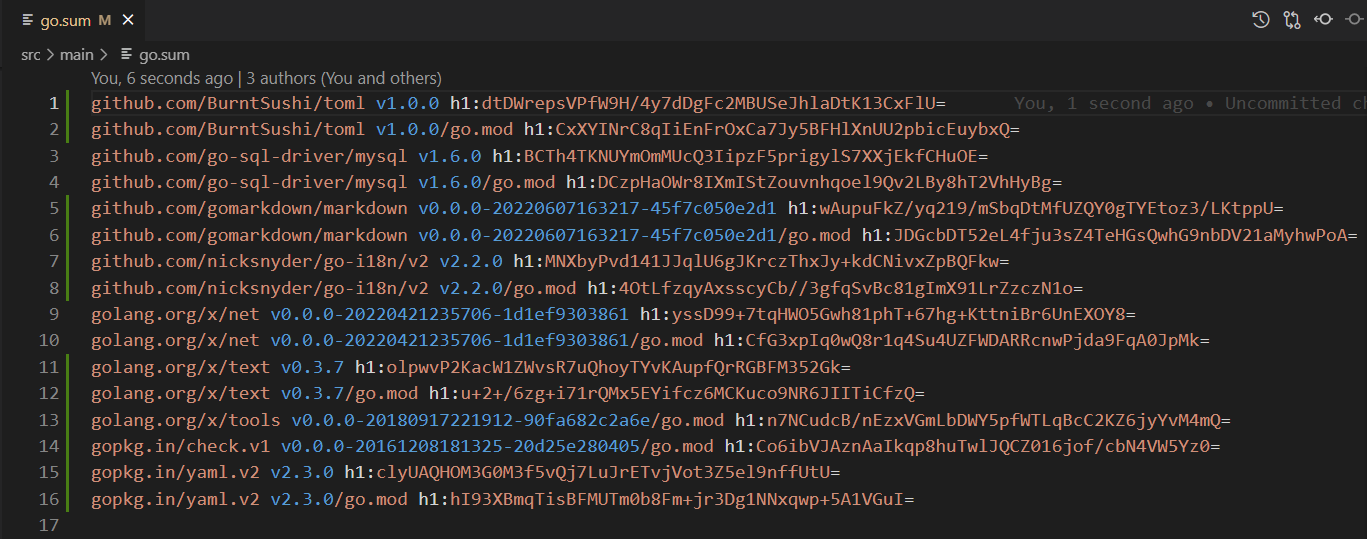 go.sum M
src > main > go.sum
You, 6 seconds ago | 3 authors (You and others)
1 github.com/BurntSushi/toml v1.0.0 h1:dtDWrepsVPfW9H/4y7dDgFc2MBUSeJhlaDtK13CxFlU= You, 1 second ago • Uncommitted ch
2 github.com/BurntSushi/toml v1.0.0/go.mod h1:CxXYINrC8qIiEnFrOxCa7Jy5BFHlXnUU2pbicEuybxQ=
3 github.com/go-sql-driver/mysql v1.6.0 h1:BCTh4TKNUYmOmMUcQ3IipzF5prigylS7XXjEkfCHuOE=
4 github.com/go-sql-driver/mysql v1.6.0/go.mod h1:DCzpHaOWr8IXmIStZouvnhqoel9Qv2LBy8hT2VhHyBg=
5 github.com/gomarkdown/markdown v0.0.0-20220607163217-45f7c050e2d1 h1:wAupuFkZ/yq219/mSbqDtMfUZQY0gTYEtoz3/LKtppU=
6 github.com/gomarkdown/markdown v0.0.0-20220607163217-45f7c050e2d1/go.mod h1:JDGcbDT52eL4fju3sZ4TeHGsQwhG9nbDV21aMyhwPoA=
7 github.com/nicksnyder/go-i18n/v2 v2.2.0 h1:MNXbyPvd141JJqlU6gJKrczThxJy+kdCNivxZpBQFkw=
8 github.com/nicksnyder/go-i18n/v2 v2.2.0/go.mod h1:4OtLfzqyAxsscyCb//3gfqSvBc81gImX91LrZzczN1o=
9 golang.org/x/net v0.0.0-20220421235706-1d1ef9303861 h1:yssD99+7tqHWO5Gwh81phT+67hg+KttniBr6UnEXOY8=
10 golang.org/x/net v0.0.0-20220421235706-1d1ef9303861/go.mod h1:CfG3xpIq0wQ8r1q4Su4UZFWDARRcnwPjda9FqA0JpMk=
11 golang.org/x/text v0.3.7 h1:olpwvP2KacW1ZWvsR7uQhoyTYvKAupfQrRGBFM352Gk=
12 golang.org/x/text v0.3.7/go.mod h1:u+2+/6zg+i71rQMx5EYifcz6MCKuco9NR6JIITiCfzQ=
13 golang.org/x/tools v0.0.0-20180917221912-90fa682c2a6e/go.mod h1:n7NCudcB/nEzxVGmLbDWY5pfWTLqBcC2KZ6jyYvM4mQ=
14 gopkg.in/check.v1 v0.0.0-20161208181325-20d25e280405/go.mod h1:Co6ibVJAznAaIkqp8huTwlJQCZ016jof/cbN4VW5Yz0=
15 gopkg.in/yaml.v2 v2.3.0 h1:clyUAQHOM3G0M3f5vQj7LuJrETvjVot3Z5el9nffUtU=
16 gopkg.in/yaml.v2 v2.3.0/go.mod h1:hI93XBmqTisBFMUTm0b8Fm+jr3Dg1NNxqwp+5A1VGuI=
17